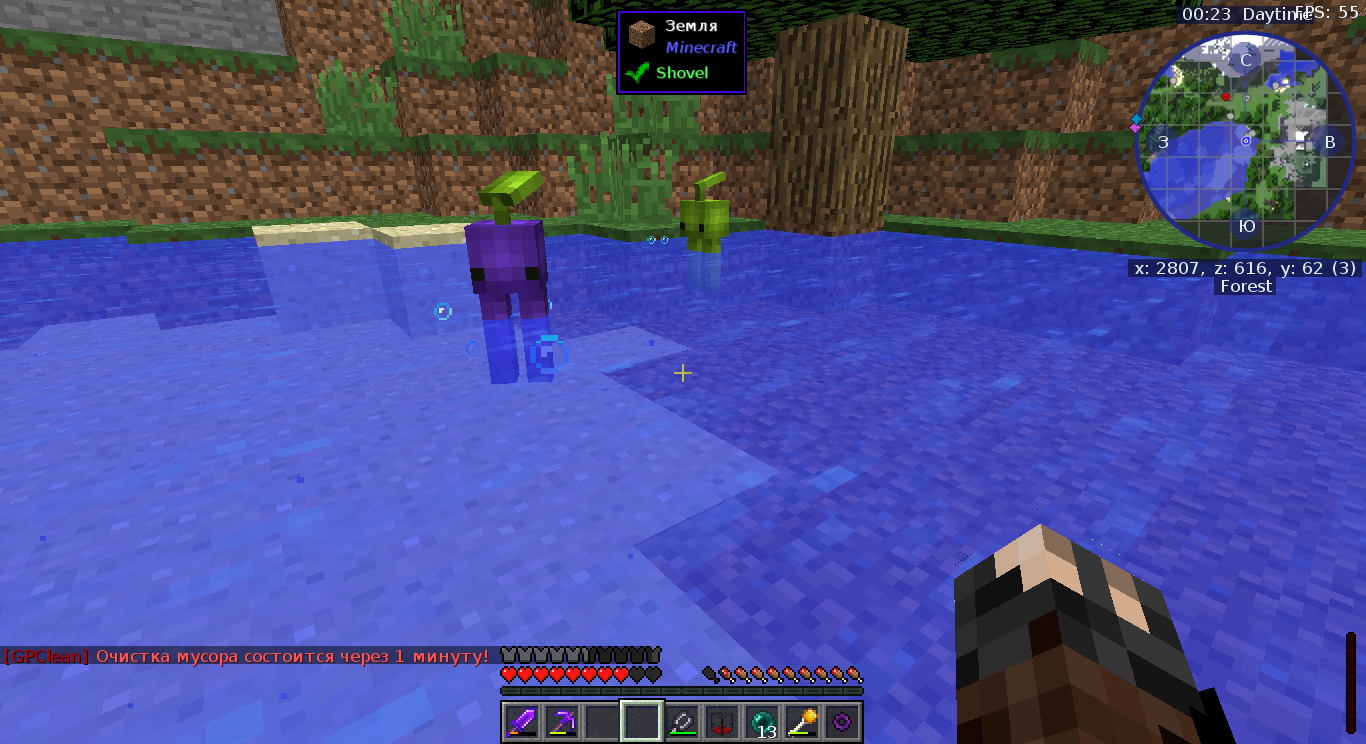 Земля
Minecraft
Shovel
00:23 Daytime
FPS: 55
С
З
В
Ю
x: 2807, z: 616, y: 62 (3)
Forest
[GPClean] Очистка мусора состоится через 1 минуту!
13